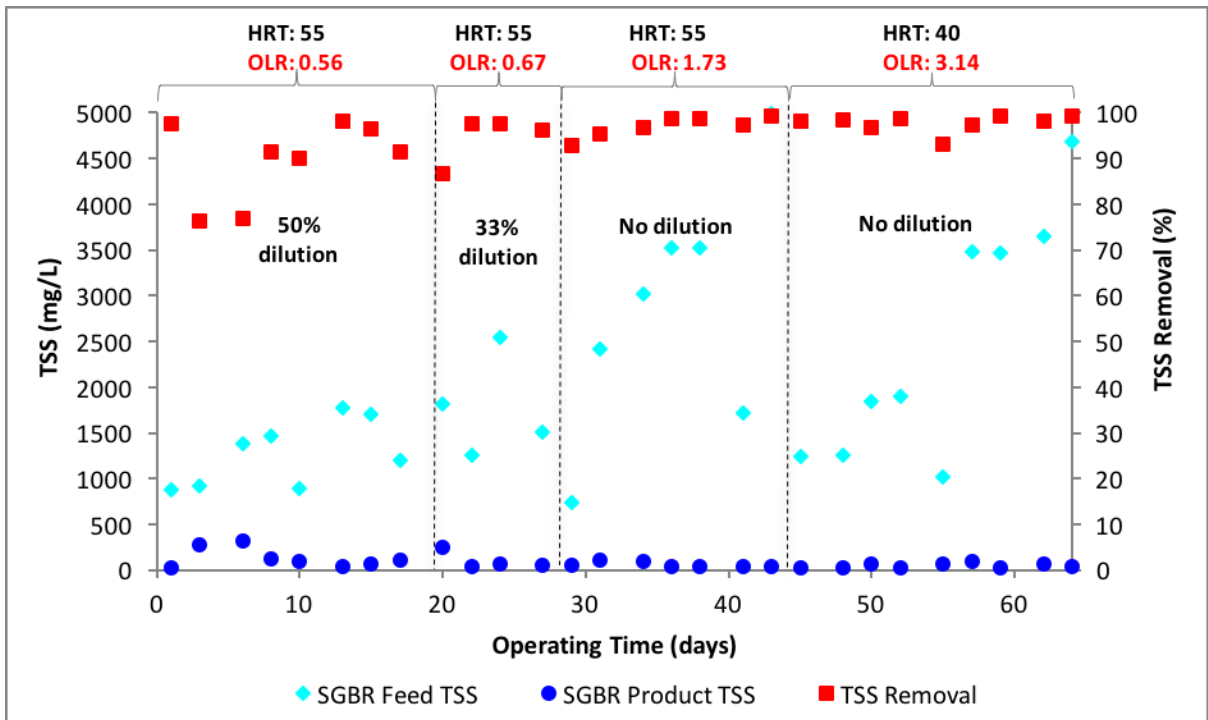 HRT: 55 HRT: 55 HRT: 55 HRT: 40
OLR: 0.56 OLR: 0.67 OLR: 1.73 OLR: 3.14
5000 100
4500 90
4000 80
3500 70
3000 60
2500 50
2000 40
1500 30
1000 20
500 10
0 0
TSS (mg/L)
50%
dilution
33%
dilution
No dilution
No dilution
TSS Removal (%)
0 10 20 30 40 50 60
Operating Time (days)
SGBR Feed TSS SGBR Product TSS TSS Removal